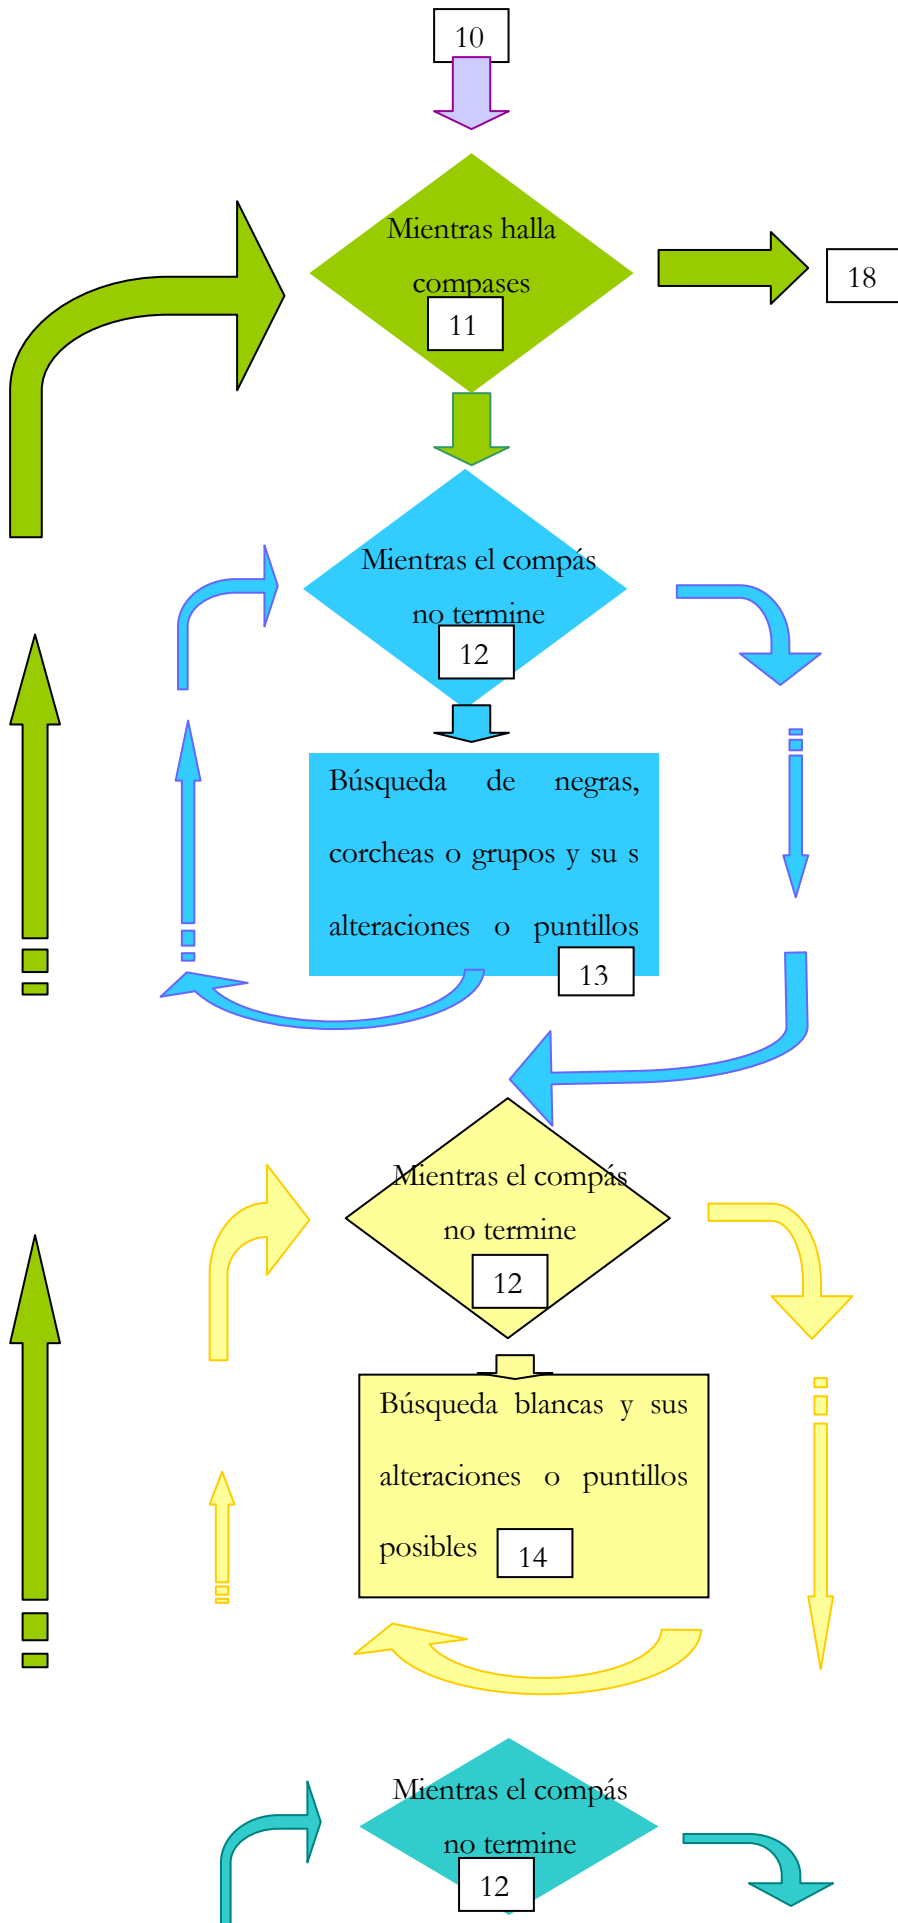 10
Mientras halla
compases
11
18
Mientras el compás
no termine
12
Búsqueda de negras,
corcheas o grupos y su s
alteraciones o puntillos
13
Mientras el compás
no termine
12
Búsqueda blancas y sus
alteraciones o puntillos
posibles 14
Mientras el compás
no termine
12